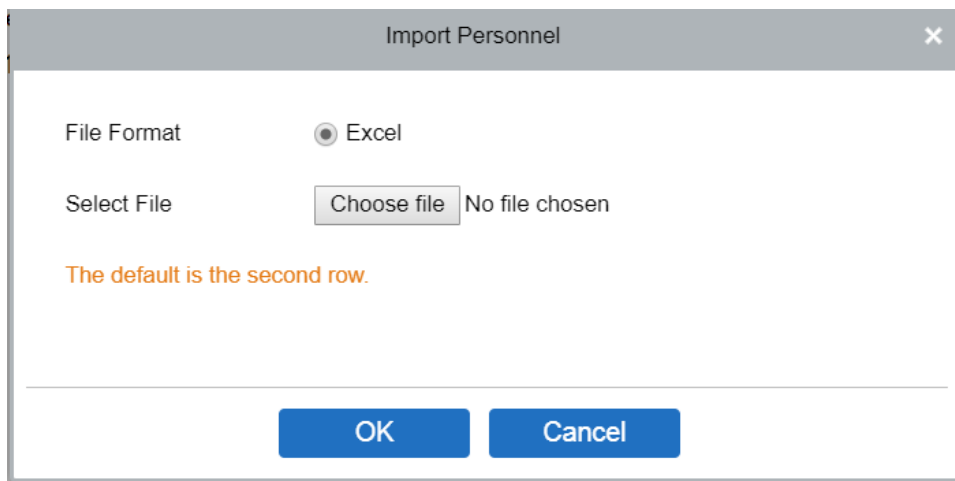 Import Personnel
File Format Excel
Select File Choose file No file chosen
The default is the second row.
OK Cancel